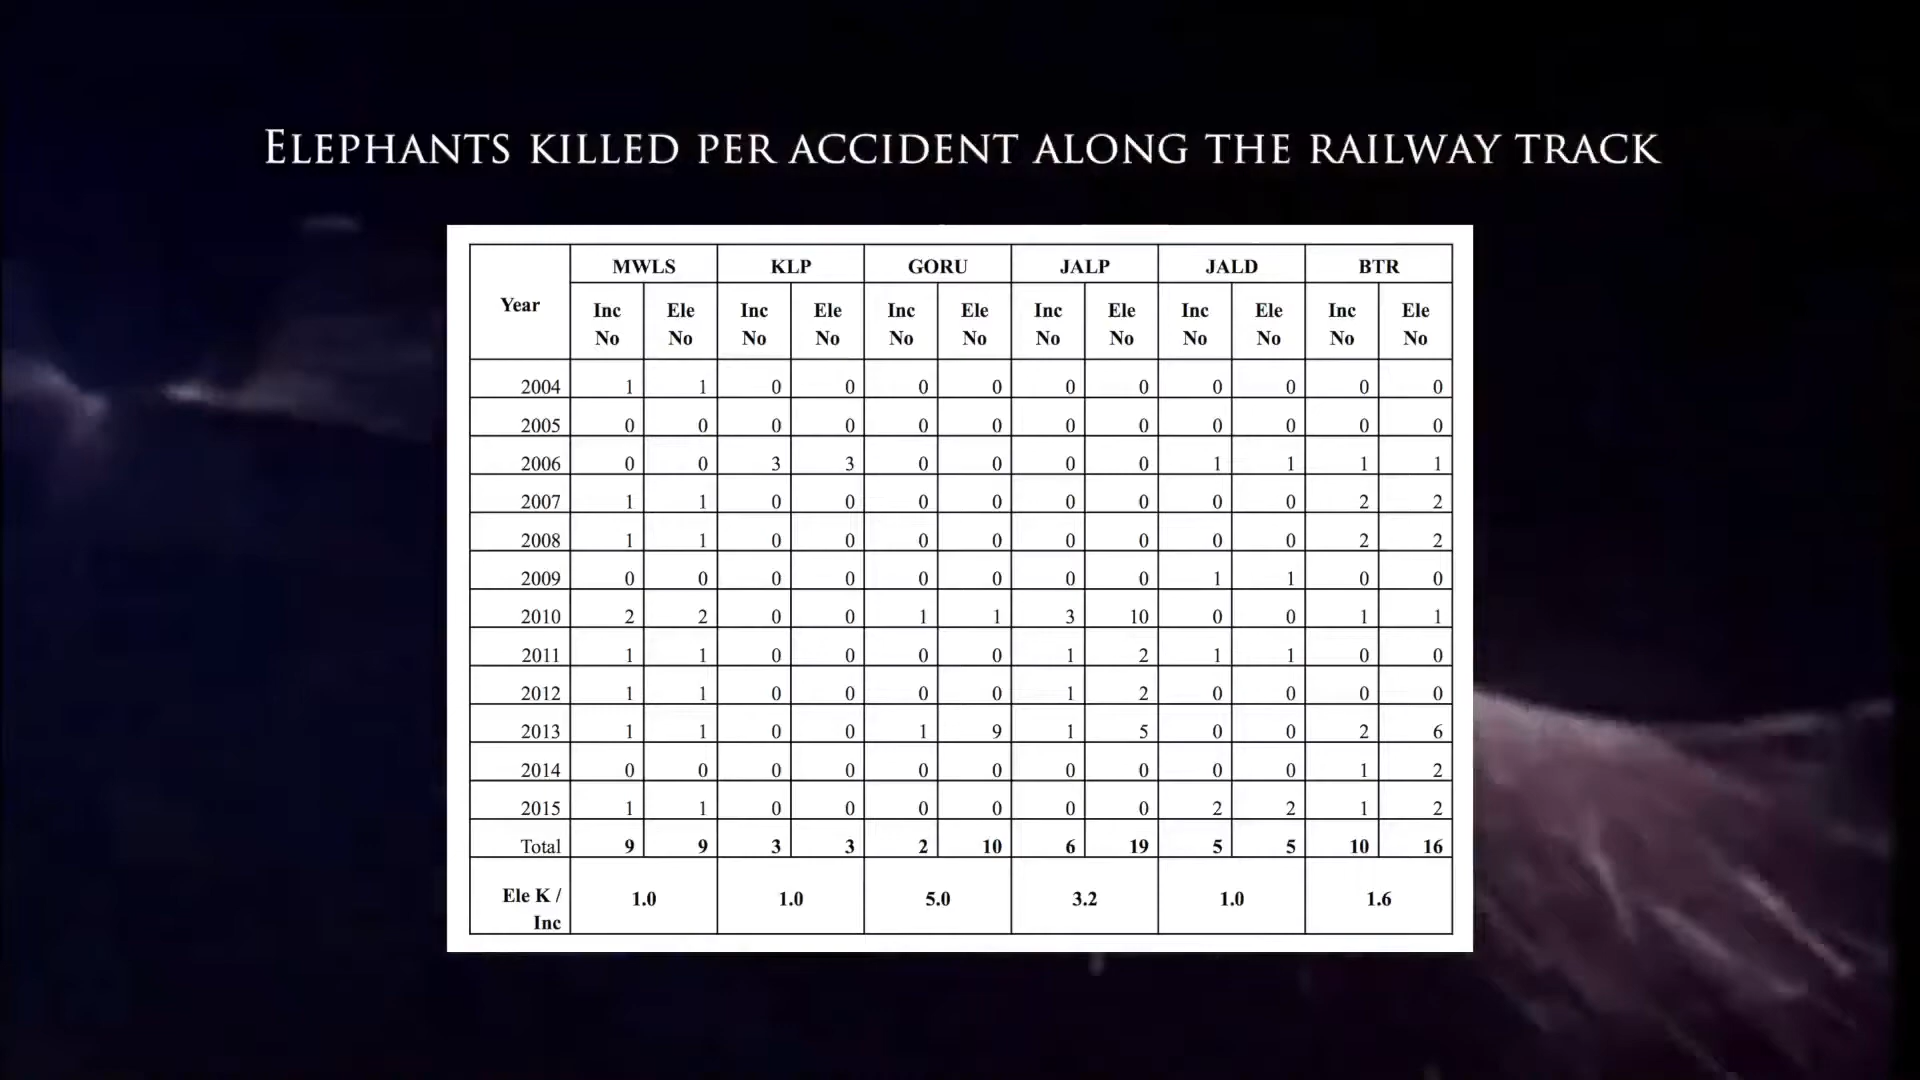 ELEPHANTS KILLED PER ACCIDENT ALONG THE RAILWAY TRACK
Year MWLS KLP GORU JALP JALD BTR
Inc No Ele No Inc No Ele No Inc No Ele No Inc No Ele No Inc No Ele No Inc No Ele No
2004 1 1 0 0 0 0 0 0 0 0 0 0
2005 0 0 0 0 0 0 0 0 0 0 0 0
2006 0 0 3 3 0 0 0 0 1 1 1 1
2007 1 1 0 0 0 0 0 0 0 0 2 2
2008 1 1 0 0 0 0 0 0 0 0 2 2
2009 0 0 0 0 0 0 0 0 1 1 0 0
2010 2 2 0 0 1 1 3 10 0 0 1 1
2011 1 1 0 0 0 0 1 2 1 1 0 0
2012 1 1 0 0 0 0 1 2 0 0 0 0
2013 1 1 0 0 1 9 1 5 0 0 2 6
2014 0 0 0 0 0 0 0 0 0 0 1 2
2015 1 1 0 0 0 0 0 0 2 2 1 2
Total 9 9 3 3 2 10 6 19 5 5 10 16
Ele K / Inc 1.0 1.0 5.0 3.2 1.0 1.6